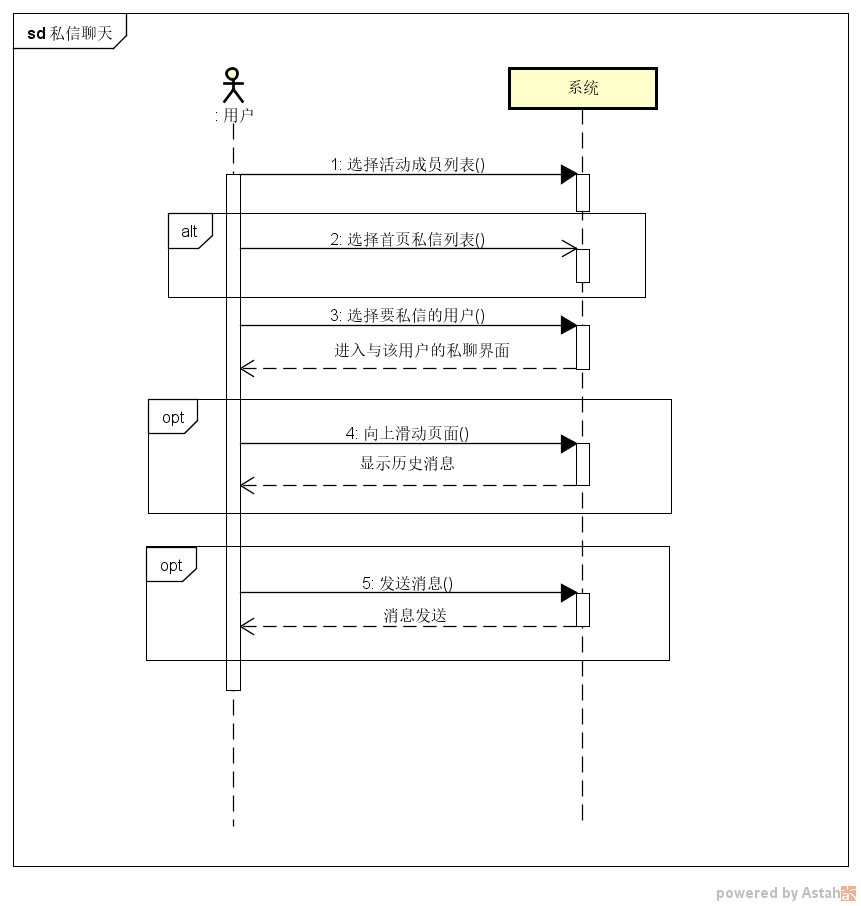 sd 私信聊天
: 用户
系统
1: 选择活动成员列表()
alt
2: 选择首页私信列表()
3: 选择要私信的用户()
进入与该用户的私聊界面
opt
4: 向上滑动页面()
显示历史消息
opt
5: 发送消息()
消息发送
powered by Astah